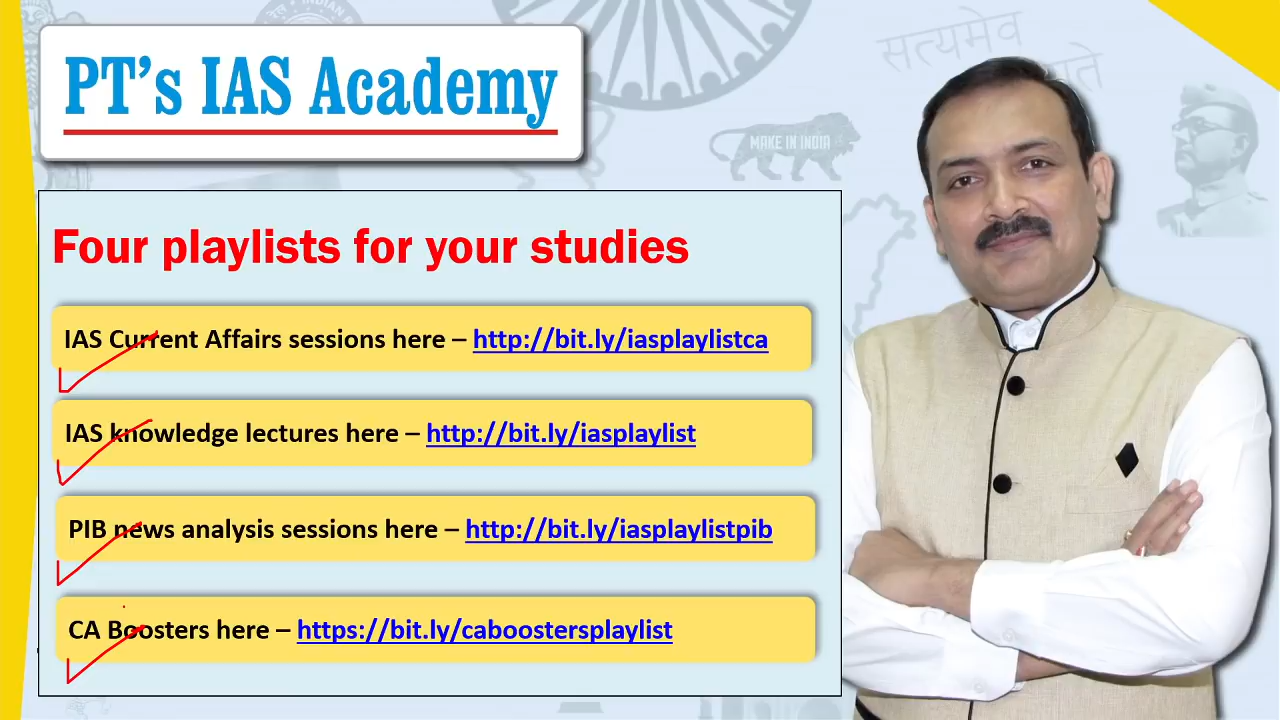 INDIAN
सत्यमेव
PT's IAS Academy
MAKE IN INDIA
Four playlists for your studies
IAS Current Affairs sessions here – http://bit.ly/iasplaylistca
IAS knowledge lectures here – http://bit.ly/iasplaylist
PIB news analysis sessions here – http://bit.ly/iasplaylistpib
CA Boosters here – https://bit.ly/caboostersplaylist